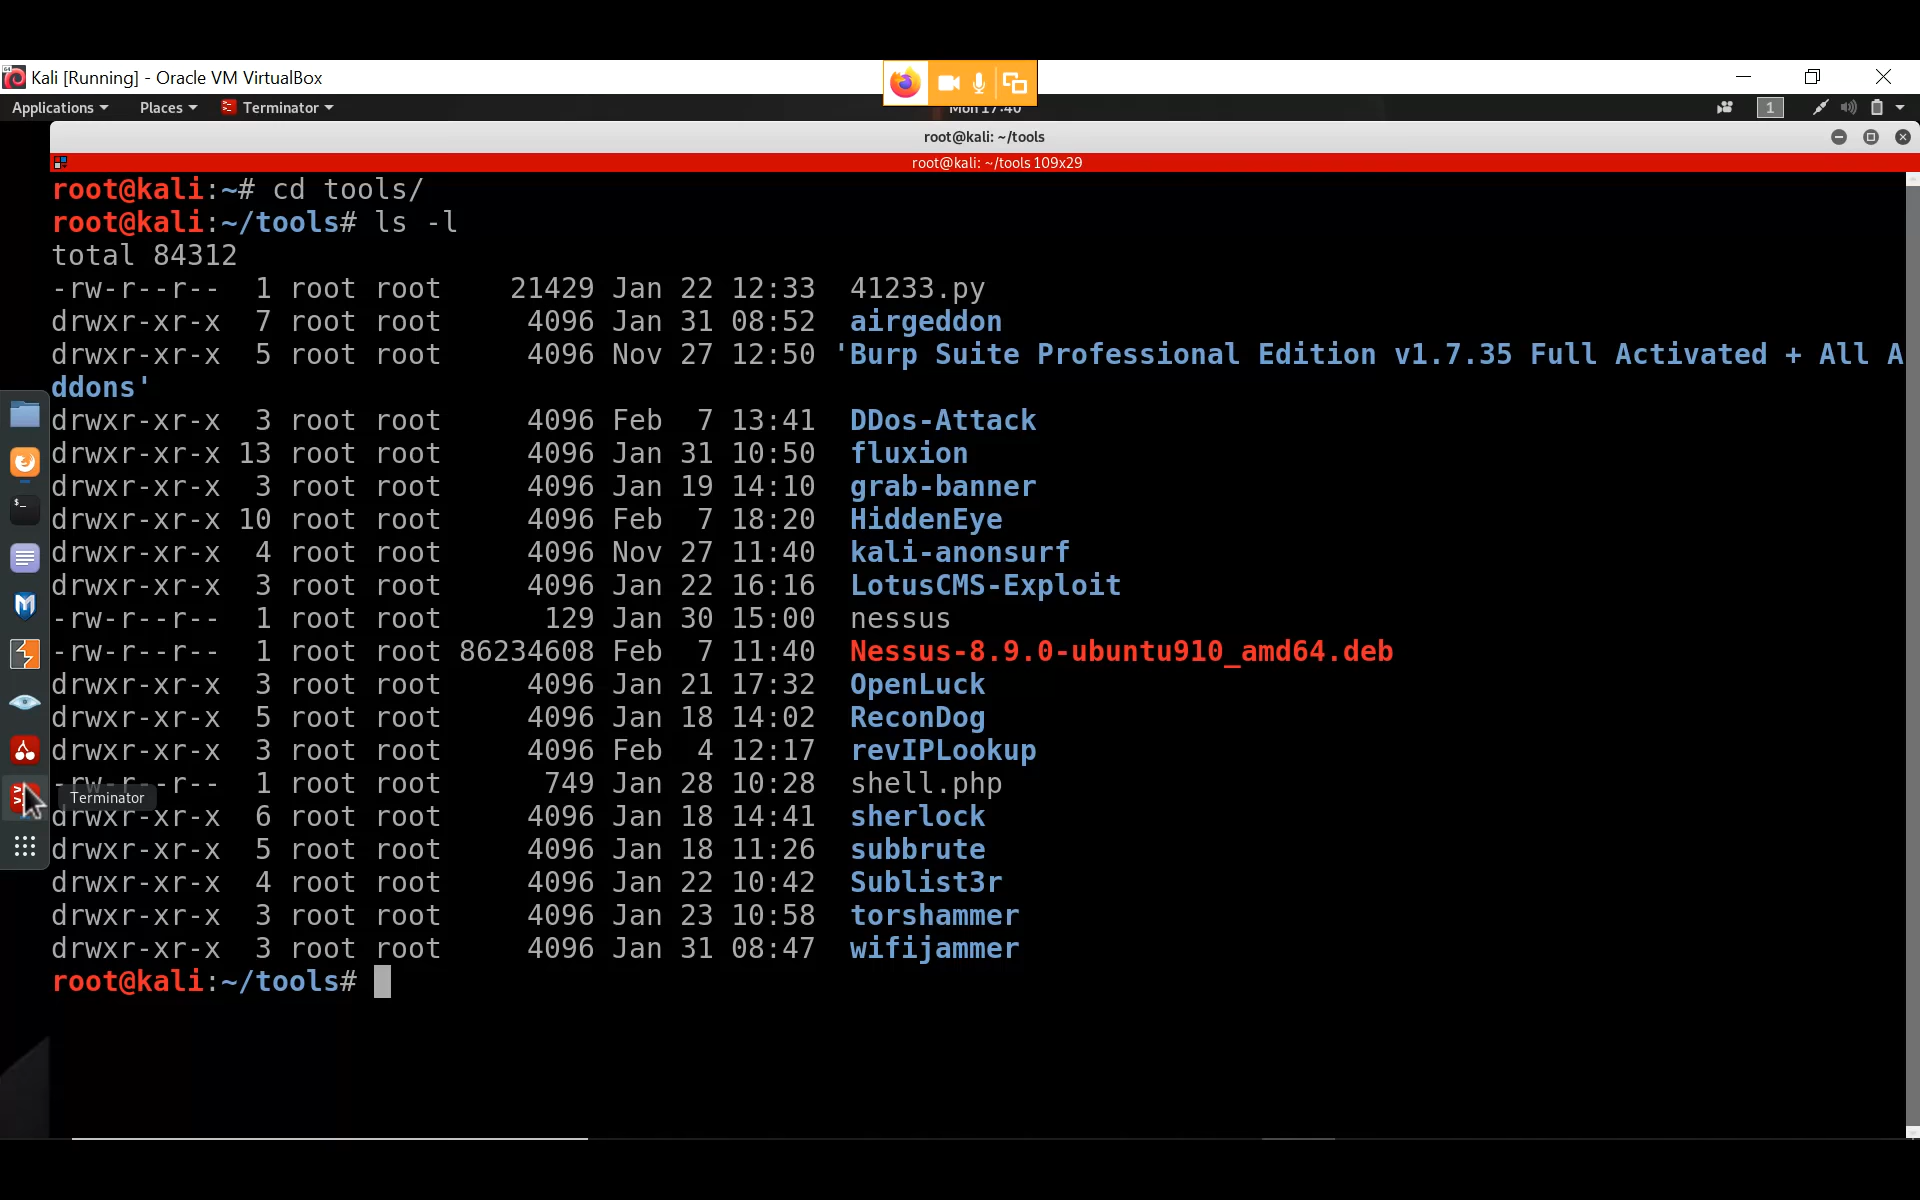 Kali [Running] - Oracle VM VirtualBox
Applications Places Terminator Mon 17:40 1
root@kali: ~/tools
root@kali: ~/tools 109x29
root@kali:~# cd tools/
root@kali:~/tools# ls -l
total 84312
-rw-r--r--  1 root root    21429 Jan 22 12:33  41233.py
drwxr-xr-x  7 root root     4096 Jan 31 08:52  airgeddon
drwxr-xr-x  5 root root     4096 Nov 27 12:50 'Burp Suite Professional Edition v1.7.35 Full Activated + All A
ddons'
drwxr-xr-x  3 root root     4096 Feb  7 13:41  DDos-Attack
drwxr-xr-x 13 root root     4096 Jan 31 10:50  fluxion
drwxr-xr-x  3 root root     4096 Jan 19 14:10  grab-banner
drwxr-xr-x 10 root root     4096 Feb  7 18:20  HiddenEye
drwxr-xr-x  4 root root     4096 Nov 27 11:40  kali-anonsurf
drwxr-xr-x  3 root root     4096 Jan 22 16:16  LotusCMS-Exploit
-rw-r--r--  1 root root      129 Jan 30 15:00  nessus
-rw-r--r--  1 root root 86234608 Feb  7 11:40  Nessus-8.9.0-ubuntu910_amd64.deb
drwxr-xr-x  3 root root     4096 Jan 21 17:32  OpenLuck
drwxr-xr-x  5 root root     4096 Jan 18 14:02  ReconDog
drwxr-xr-x  3 root root     4096 Feb  4 12:17  revIPLookup
-rw-r--r--  1 root root      749 Jan 28 10:28  shell.php
Terminator
drwxr-xr-x  6 root root     4096 Jan 18 14:41  sherlock
drwxr-xr-x  5 root root     4096 Jan 18 11:26  subbrute
drwxr-xr-x  4 root root     4096 Jan 22 10:42  Sublist3r
drwxr-xr-x  3 root root     4096 Jan 23 10:58  torshammer
drwxr-xr-x  3 root root     4096 Jan 31 08:47  wifijammer
root@kali:~/tools#